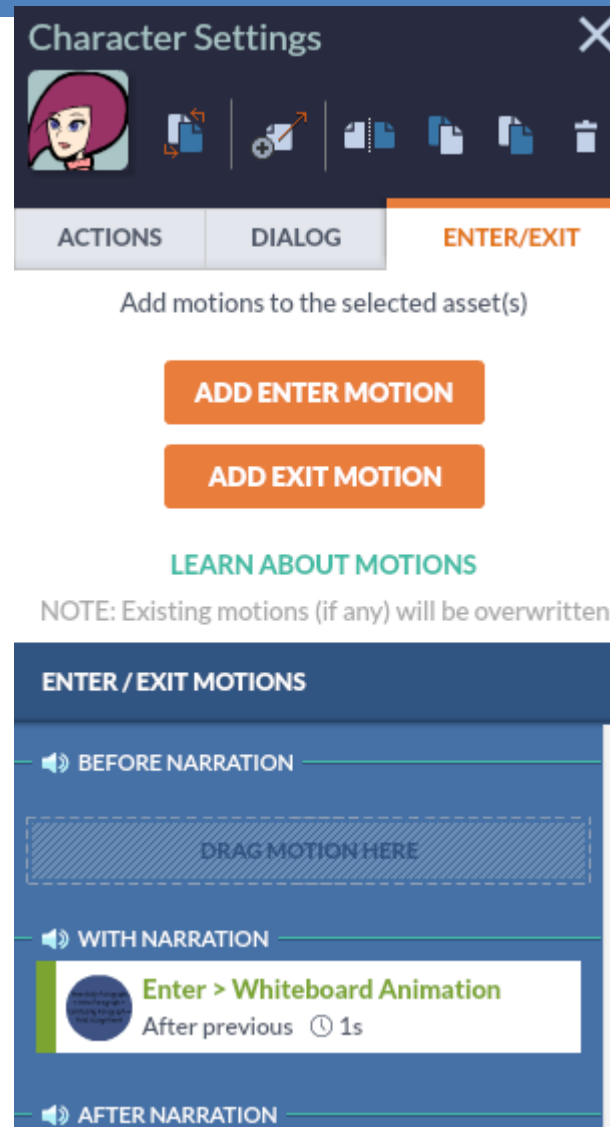 Character Settings
ACTIONS
DIALOG
ENTER/EXIT
Add motions to the selected asset(s)
ADD ENTER MOTION
ADD EXIT MOTION
LEARN ABOUT MOTIONS
NOTE: Existing motions (if any) will be overwritten
ENTER / EXIT MOTIONS
BEFORE NARRATION
DRAG MOTION HERE
WITH NARRATION
Enter > Whiteboard Animation
After previous 1s
AFTER NARRATION